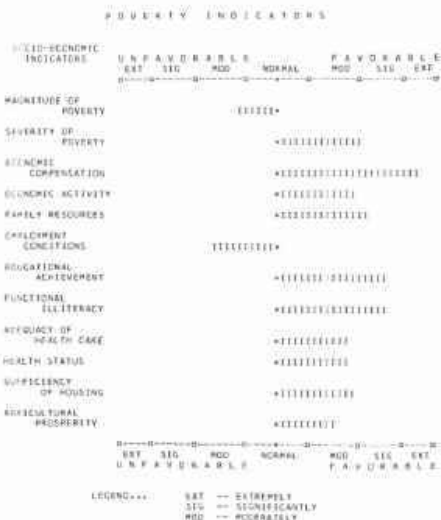 POVERTY INDICATORS
SOCIO-ECONOMIC
INDICATORS
UNFAVORABLE FAVORABLE
EXT SIG MOD NORMAL MOD SIG EXT
MAGNITUDE OF
POVERTY
SEVERITY OF
POVERTY
ECONOMIC
COMPENSATION
ECONOMIC ACTIVITY
FAMILY RESOURCES
EMPLOYMENT
CONDITIONS
EDUCATIONAL
ACHIEVEMENT
FUNCTIONAL
ILLITERACY
ADEQUACY OF
HEALTH CARE
HEALTH STATUS
SUFFICIENCY
OF HOUSING
AGRICULTURAL
PROSPERITY
EXT SIG MOD NORMAL MOD SIG EXT
UNFAVORABLE FAVORABLE
LEGEND... EXT -- EXTREMELY
SIG -- SIGNIFICANTLY
MOD -- MODERATELY